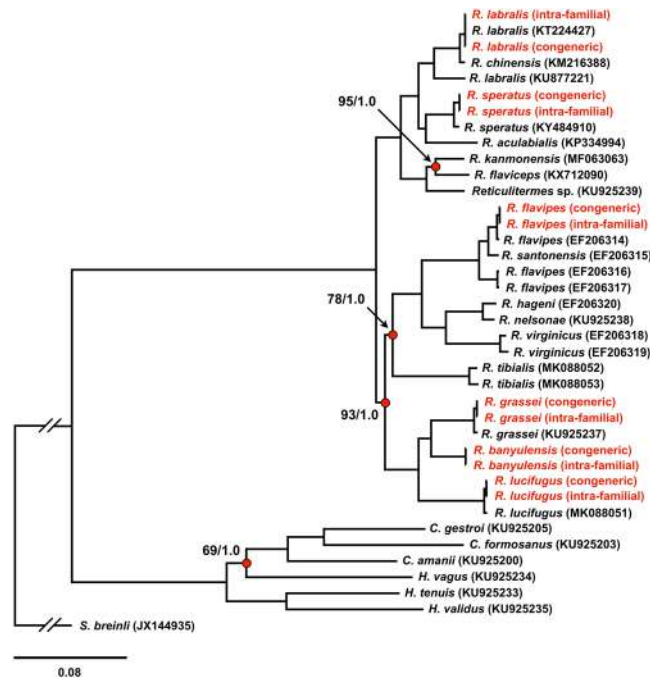 R. labralis (intra-familial)
R. labralis (KT224427)
R. labralis (congeneric)
R. chinensis (KM216388)
R. labralis (KU877221)
R. speratus (congeneric)
95/1.0
R. speratus (intra-familial)
R. speratus (KY484910)
R. aculabialis (KP334994)
R. kanmonensis (MF063063)
R. flaviceps (KX712090)
Reticulitermes sp. (KU925239)
R. flavipes (congeneric)
R. flavipes (intra-familial)
R. flavipes (EF206314)
R. santonensis (EF206315)
R. flavipes (EF206316)
R. flavipes (EF206317)
78/1.0
R. hageni (EF206320)
R. nelsonae (KU925238)
R. virginicus (EF206318)
R. virginicus (EF206319)
R. tibialis (MK088052)
R. tibialis (MK088053)
R. grassei (congeneric)
93/1.0
R. grassei (intra-familial)
R. grassei (KU925237)
R. banyulensis (congeneric)
R. banyulensis (intra-familial)
R. lucifugus (congeneric)
R. lucifugus (intra-familial)
R. lucifugus (MK088051)
C. gestroi (KU925205)
C. formosanus (KU925203)
69/1.0
C. amanii (KU925200)
H. vagus (KU925234)
H. tenuis (KU925233)
H. validus (KU925235)
S. breinli (JX144935)
0.08